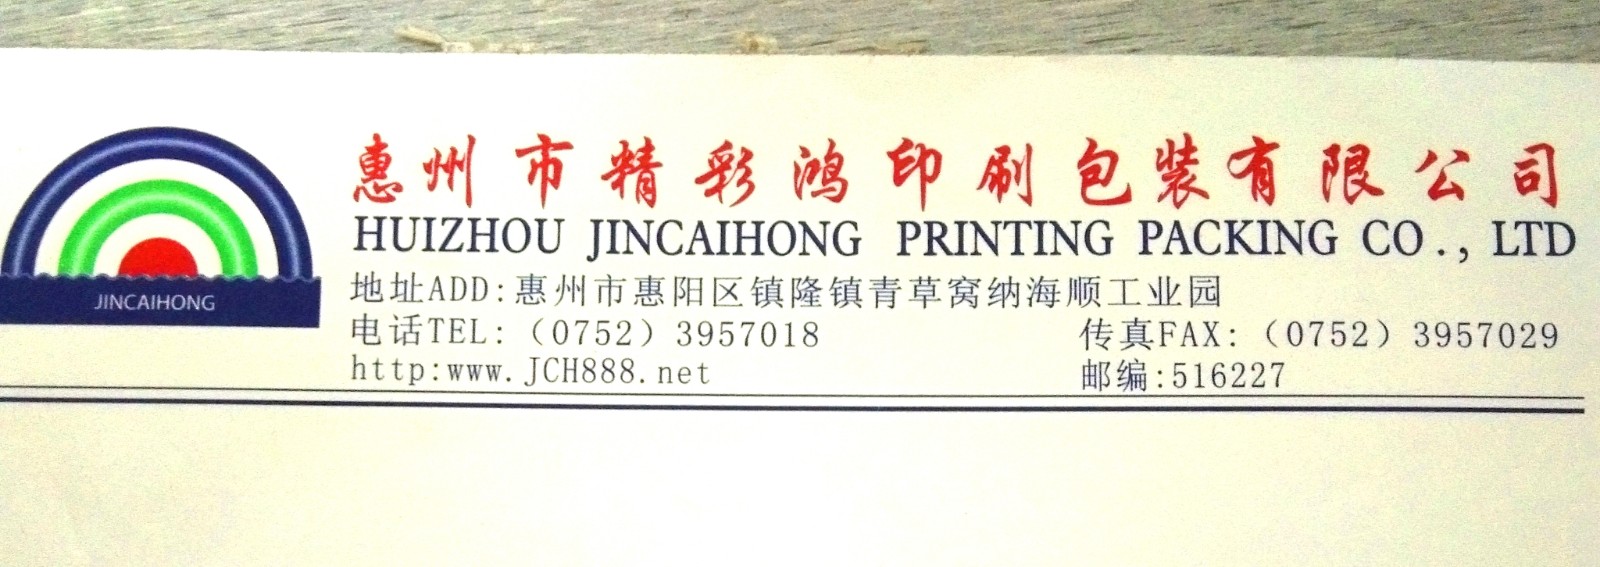 惠州市精彩鸿印刷包装有限公司
HUIZHOU JINCAIHONG PRINTING PACKING CO., LTD
JINCAIHONG
地址ADD:惠州市惠阳区镇隆镇青草窝纳海顺工业园
电话TEL:（0752）3957018 传真FAX:（0752）3957029
http:www.JCH888.net 邮编:516227